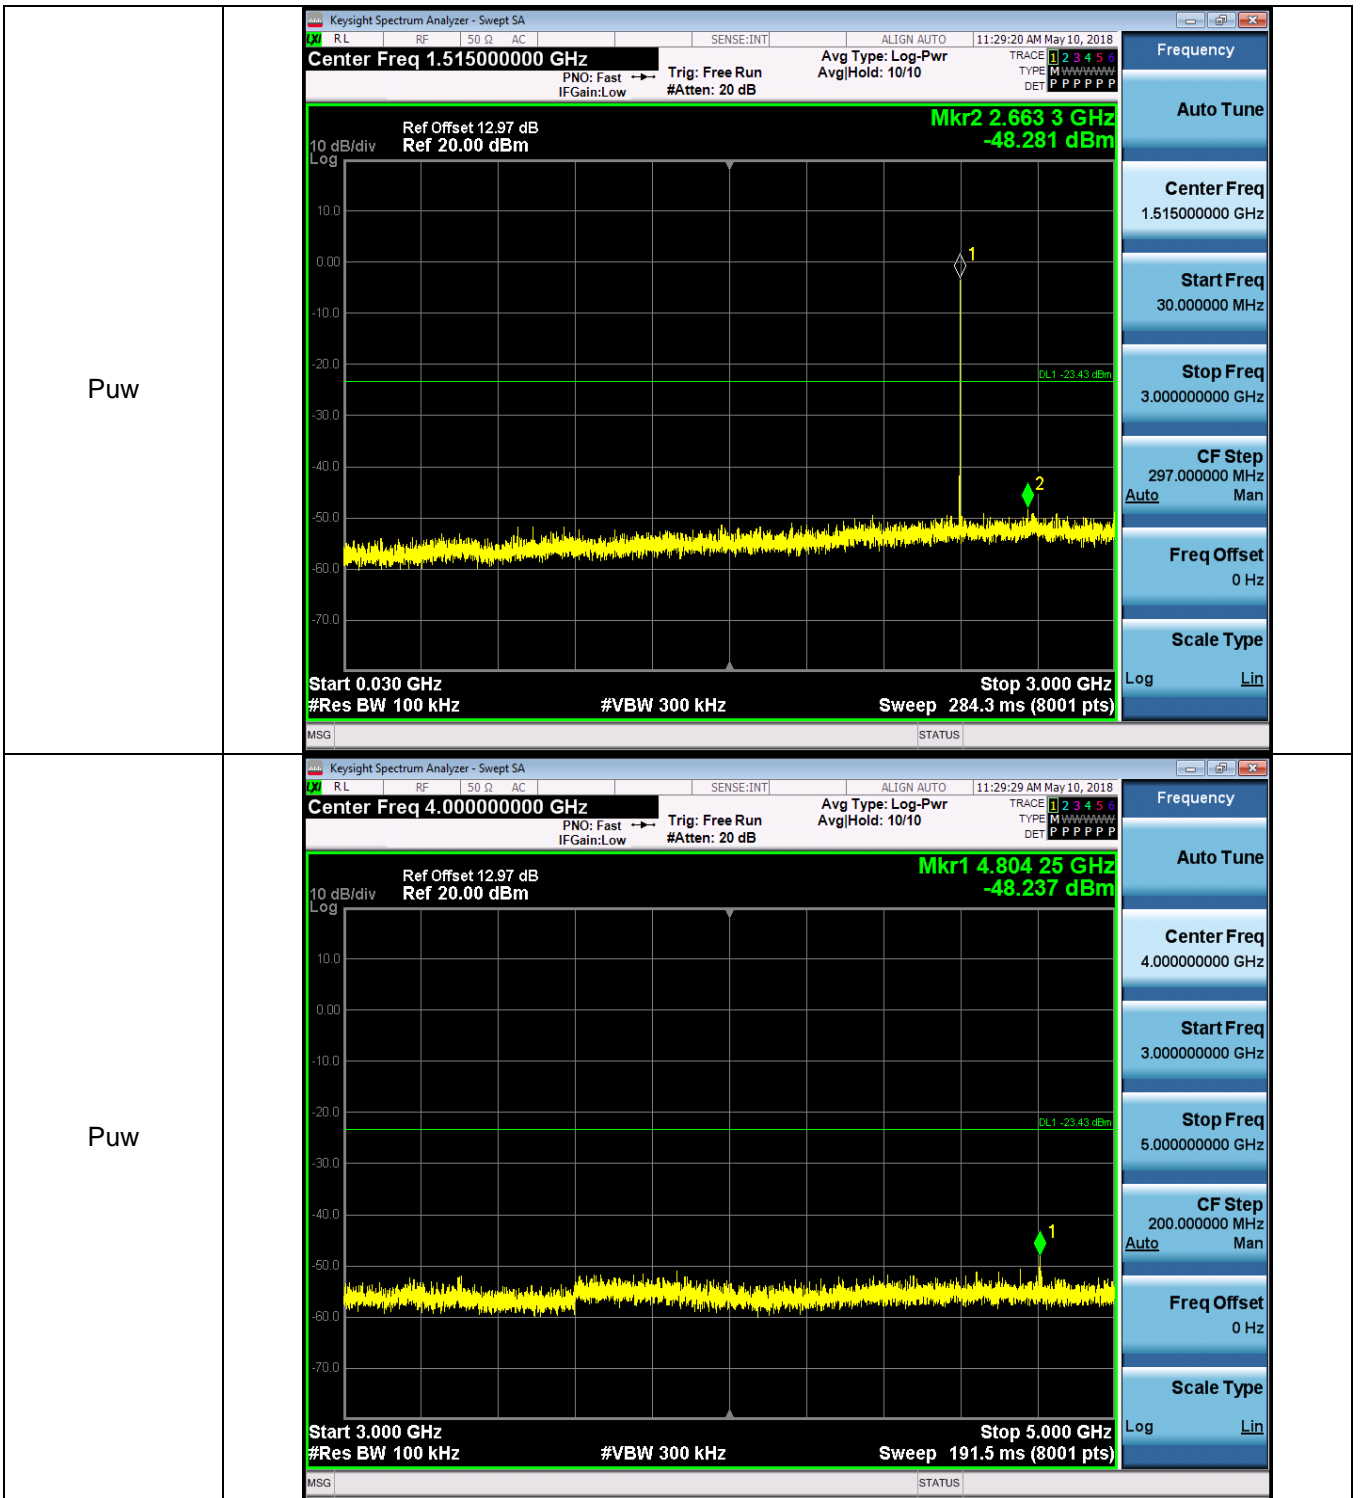 Puw
Keysight Spectrum Analyzer - Swept SA
LXI RL RF 50 Ω AC SENSE:INT ALIGN AUTO 11:29:20 AM May 10, 2018
Center Freq 1.515000000 GHz
PNO: Fast
IFGain:Low
Trig: Free Run
#Atten: 20 dB
Avg Type: Log-Pwr
Avg|Hold: 10/10
TRACE 1 2 3 4 5 6
TYPE M W W W W W
DET P P P P P P
Mkr2 2.663 3 GHz
-48.281 dBm
Ref Offset 12.97 dB
10 dB/div Ref 20.00 dBm
Log
10.0
0.00
-10.0
-20.0
-30.0
-40.0
-50.0
-60.0
-70.0
1
DL1 -23.43 dBm
2
Start 0.030 GHz Stop 3.000 GHz
#Res BW 100 kHz #VBW 300 kHz Sweep 284.3 ms (8001 pts)
MSG STATUS
Frequency
Auto Tune
Center Freq
1.515000000 GHz
Start Freq
30.000000 MHz
Stop Freq
3.000000000 GHz
CF Step
297.000000 MHz
Auto Man
Freq Offset
0 Hz
Scale Type
Log Lin
Puw
Keysight Spectrum Analyzer - Swept SA
LXI RL RF 50 Ω AC SENSE:INT ALIGN AUTO 11:29:29 AM May 10, 2018
Center Freq 4.000000000 GHz
PNO: Fast
IFGain:Low
Trig: Free Run
#Atten: 20 dB
Avg Type: Log-Pwr
Avg|Hold: 10/10
TRACE 1 2 3 4 5 6
TYPE M W W W W W
DET P P P P P P
Mkr1 4.804 25 GHz
-48.237 dBm
Ref Offset 12.97 dB
10 dB/div Ref 20.00 dBm
Log
10.0
0.00
-10.0
-20.0
-30.0
-40.0
-50.0
-60.0
-70.0
DL1 -23.43 dBm
1
Start 3.000 GHz Stop 5.000 GHz
#Res BW 100 kHz #VBW 300 kHz Sweep 191.5 ms (8001 pts)
MSG STATUS
Frequency
Auto Tune
Center Freq
4.000000000 GHz
Start Freq
3.000000000 GHz
Stop Freq
5.000000000 GHz
CF Step
200.000000 MHz
Auto Man
Freq Offset
0 Hz
Scale Type
Log Lin